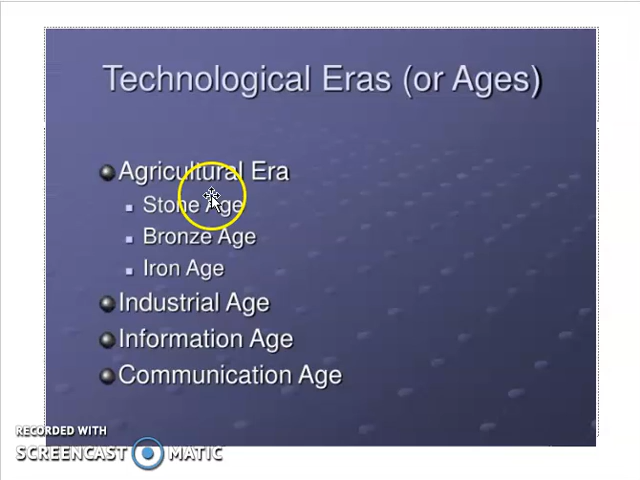 Technological Eras (or Ages)
Agricultural Era
Stone Age
Bronze Age
Iron Age
Industrial Age
Information Age
Communication Age
RECORDED WITH
SCREENCAST MATIC